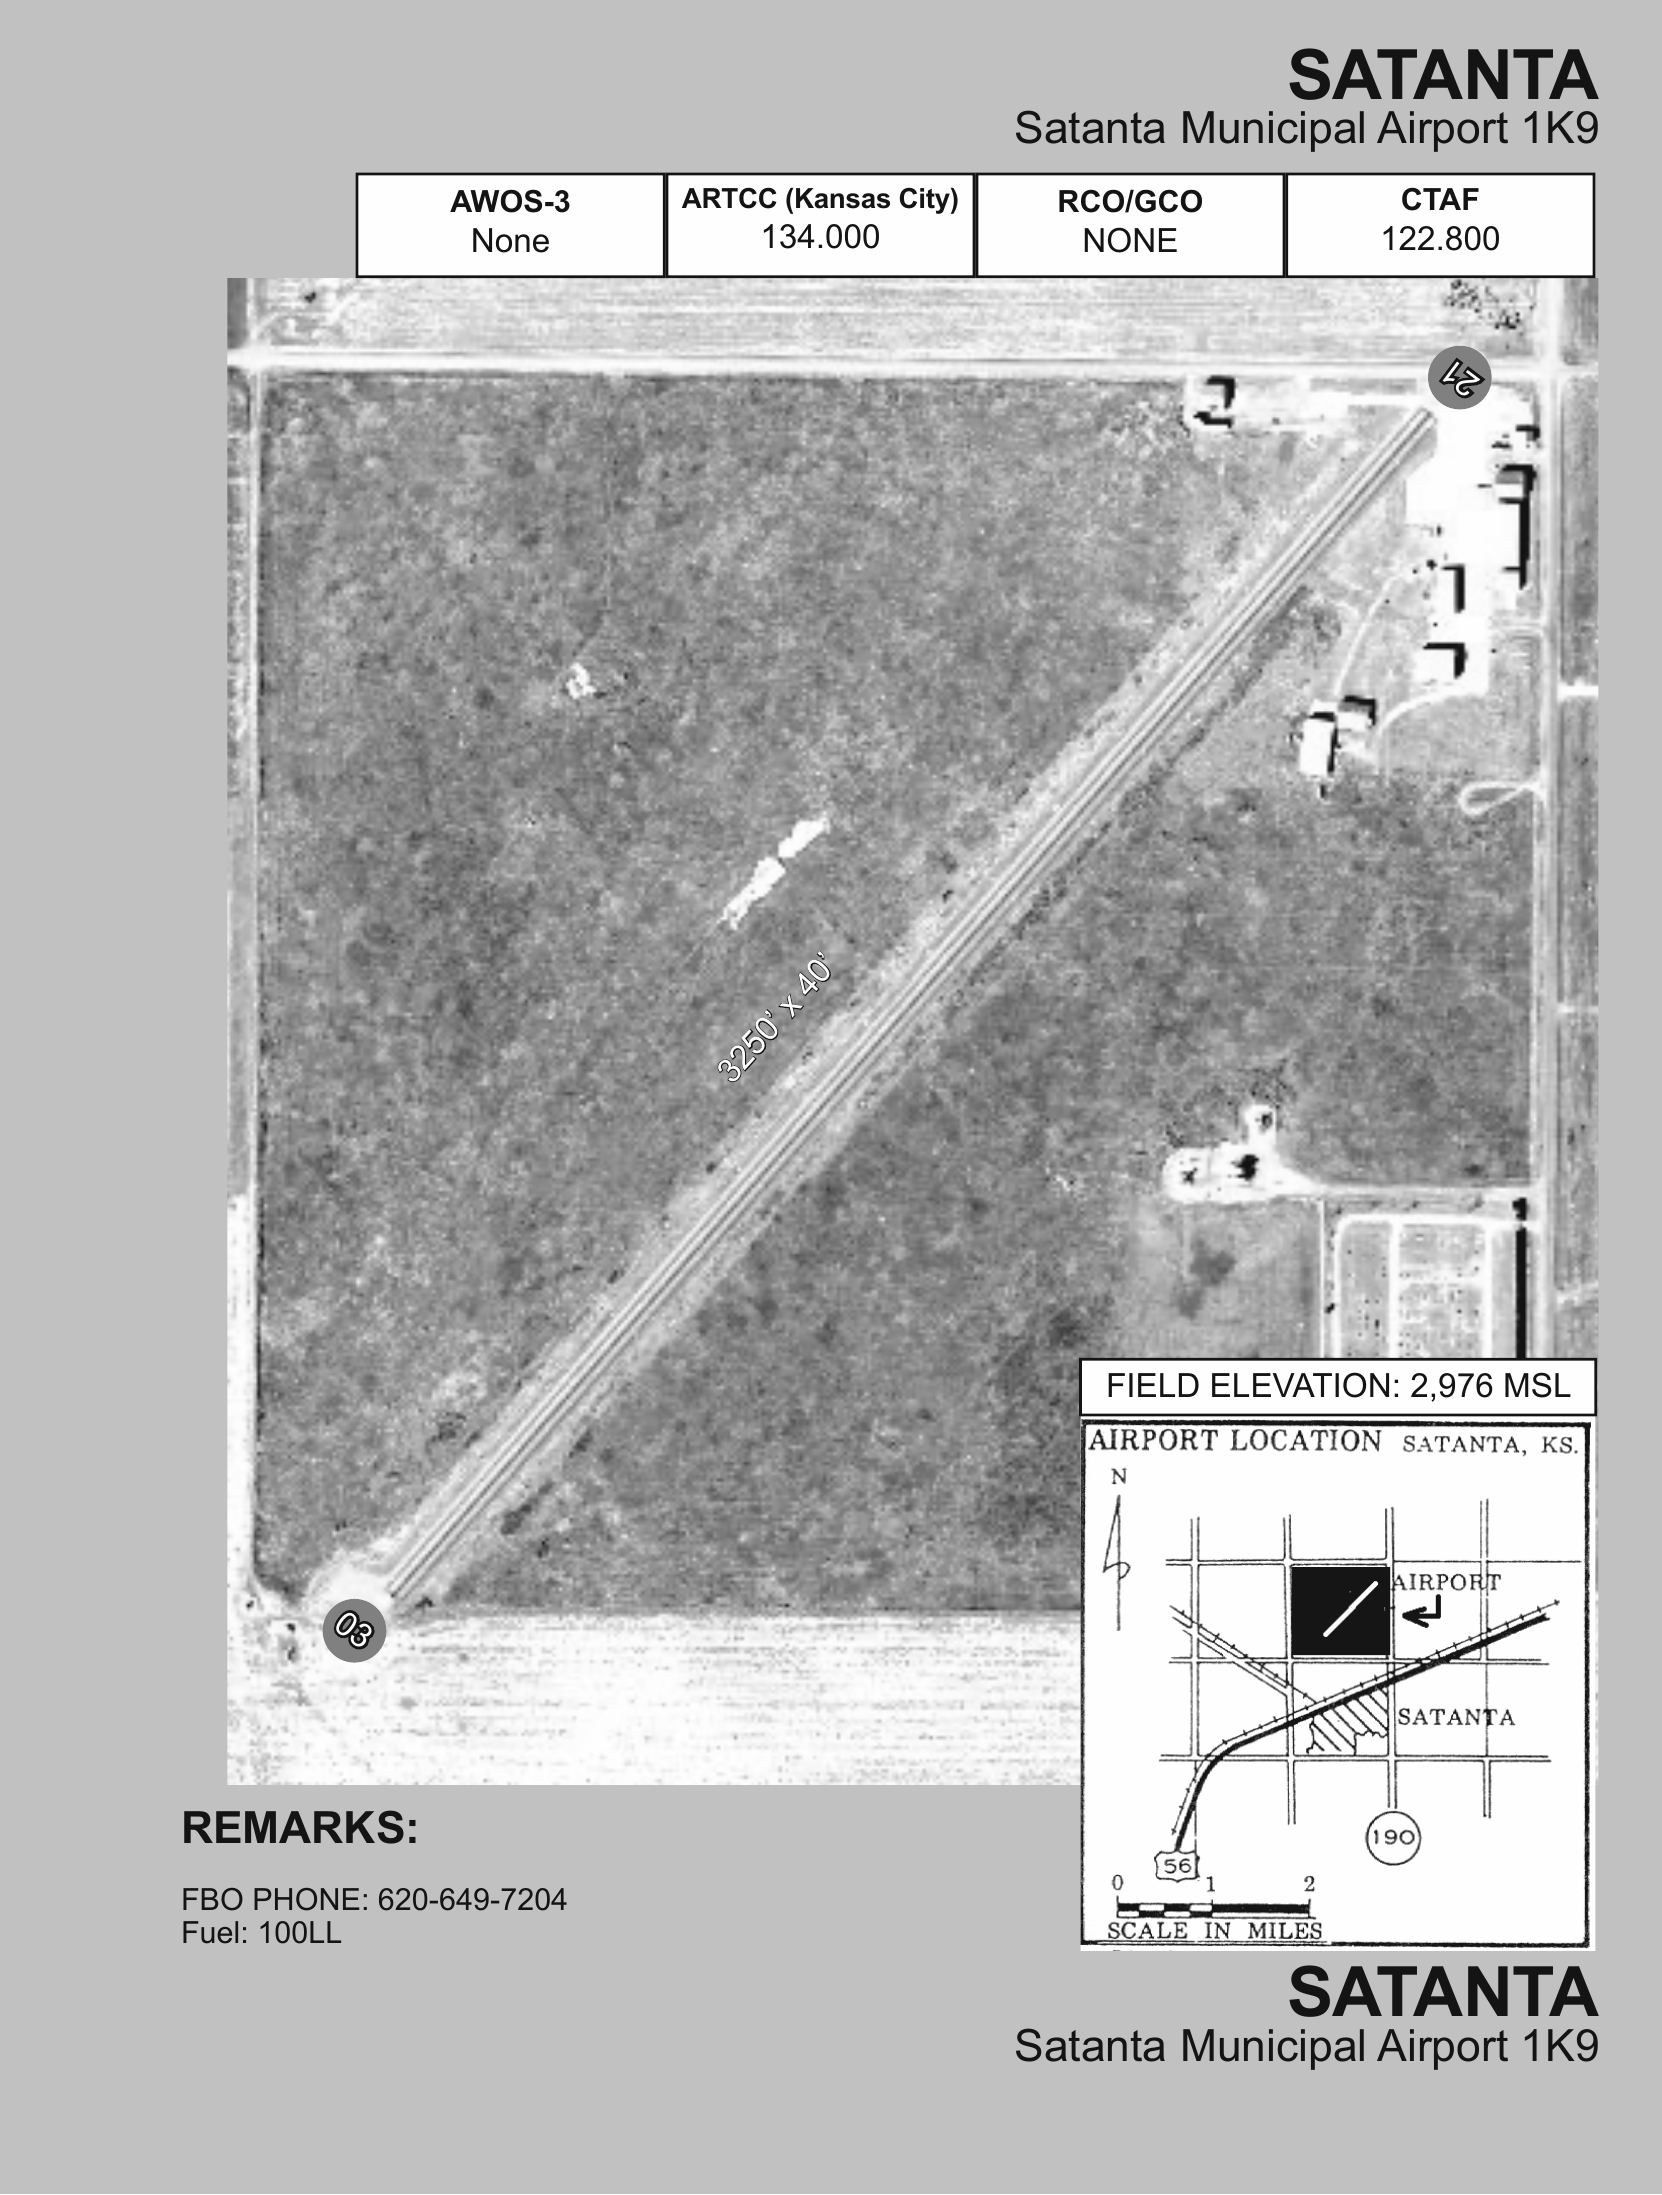 SATANTA
Satanta Municipal Airport 1K9
AWOS-3
None
ARTCC (Kansas City)
134.000
RCO/GCO
NONE
CTAF
122.800
21
3250’ x 40’
03
FIELD ELEVATION: 2,976 MSL
AIRPORT LOCATION SATANTA, KS.
N
AIRPORT
SATANTA
190
56
0 1 2
SCALE IN MILES
REMARKS:
FBO PHONE: 620-649-7204
Fuel: 100LL
SATANTA
Satanta Municipal Airport 1K9